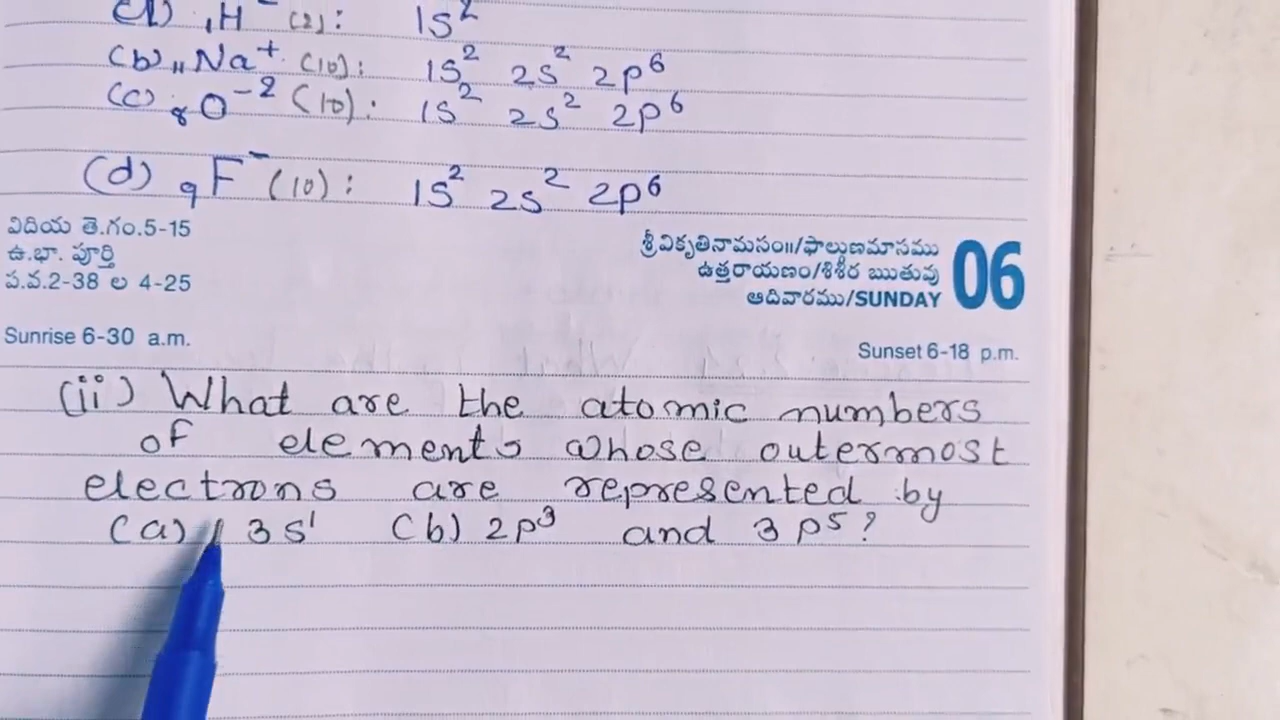 (a) ₁H⁻ (2): 1s²
(b) ₁₁Na⁺ (10): 1s² 2s² 2p⁶
(c) ₈O⁻² (10): 1s² 2s² 2p⁶
(d) ₉F⁻ (10): 1s² 2s² 2p⁶
విదియ తె.గం.5-15
ఉ.భా. పూర్తి
ప.వ.2-38 ల 4-25
శ్రీవికృతినామసం॥/ఫాల్గుణమాసము
ఉత్తరాయణం/శిశిర ఋతువు
ఆదివారము/SUNDAY
06
Sunrise 6-30 a.m.
Sunset 6-18 p.m.
(ii) What are the atomic numbers
of elements whose outermost
electrons are represented by
(a) 3s¹ (b) 2p³ and 3p⁵?